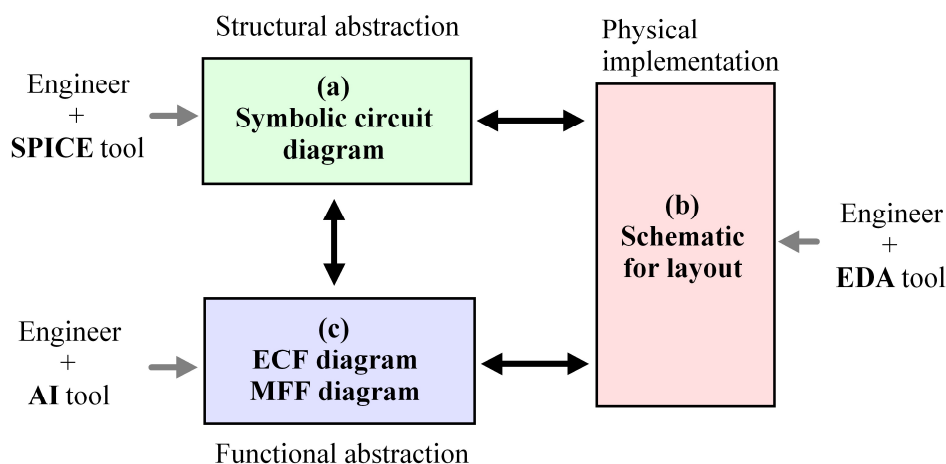 Structural abstraction
Engineer
+
SPICE tool
(a)
Symbolic circuit
diagram
Physical
implementation
(b)
Schematic
for layout
Engineer
+
EDA tool
Engineer
+
AI tool
(c)
ECF diagram
MFF diagram
Functional abstraction